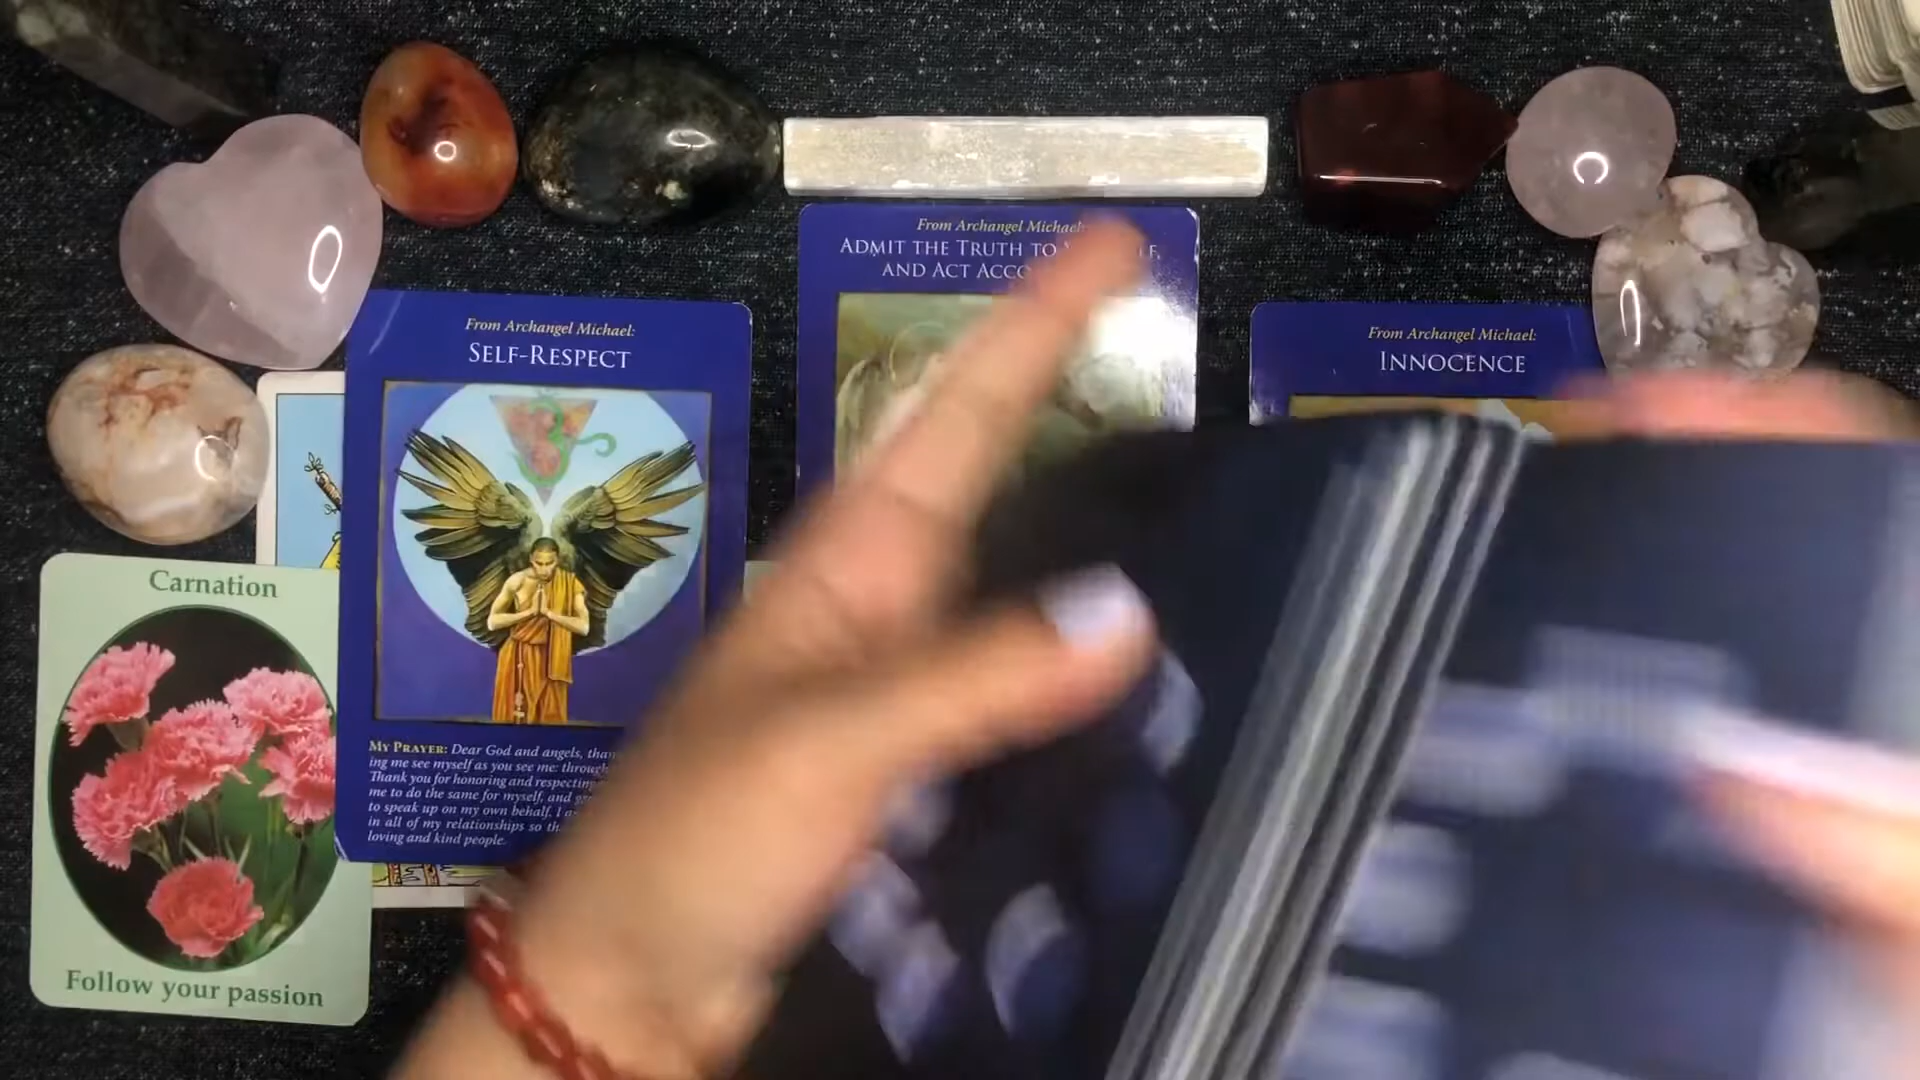 From Archangel Michael:
ADMIT THE TRUTH TO
AND ACT
From Archangel Michael:
SELF-RESPECT
From Archangel Michael:
INNOCENCE
Carnation
MY PRAYER: Dear God and angels,
ing me see myself as you see me: through
Thank you for honoring and respecting
me to do the same for myself, and
to speak up on my own behalf. I
in all of my relationships so
loving and kind people.
Follow your passion